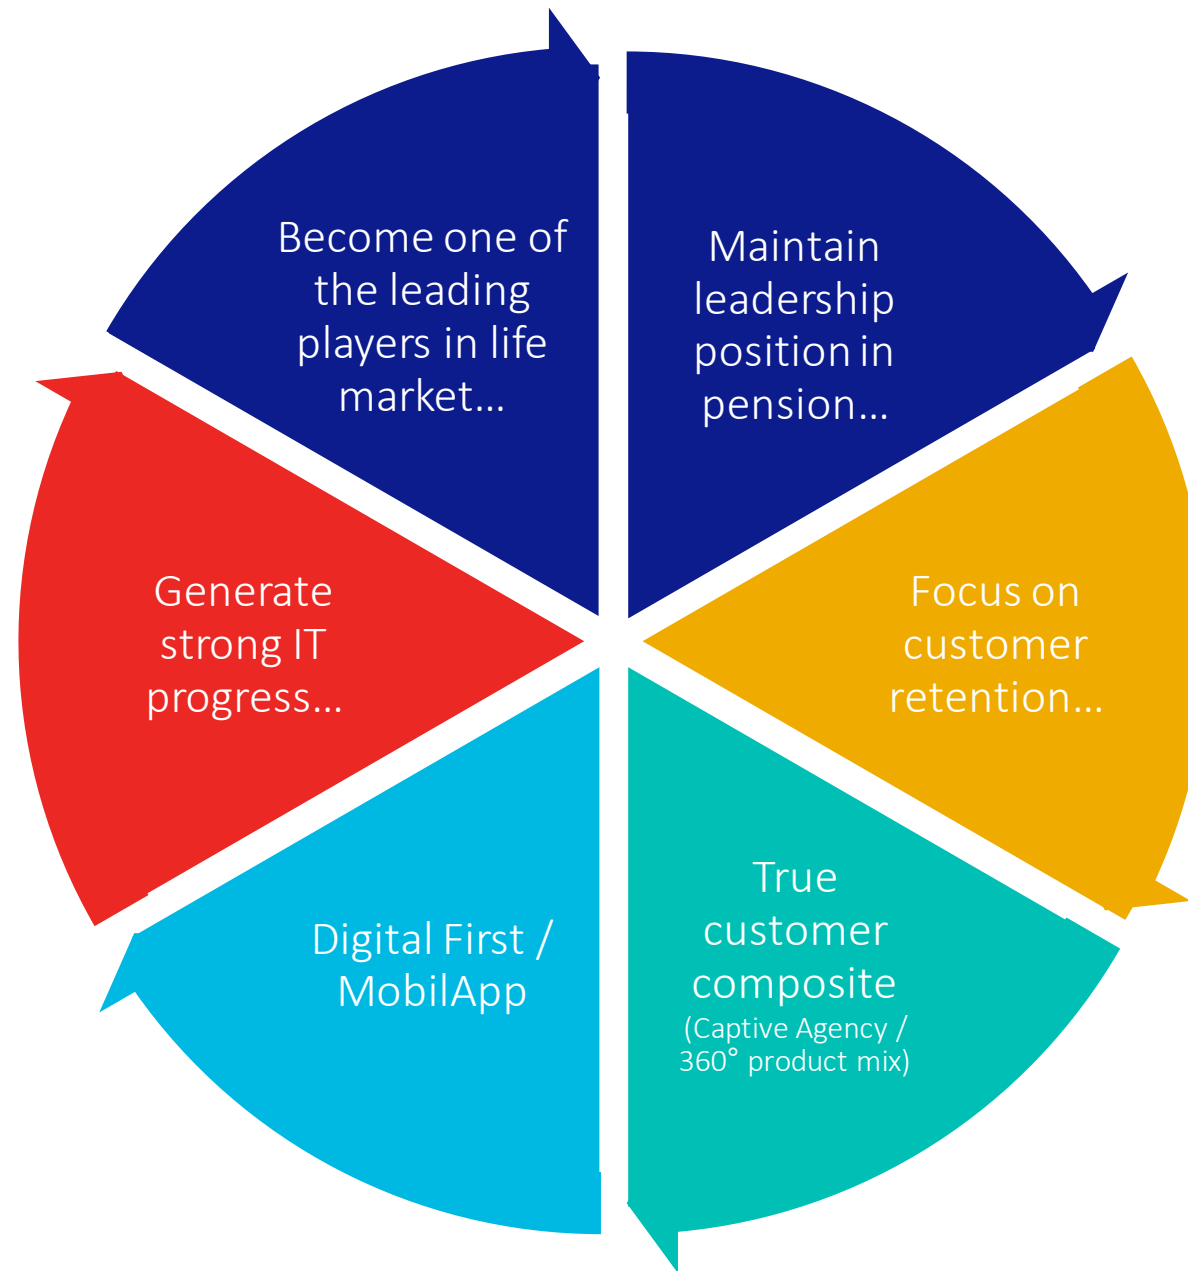 Become one of
the leading
players in life
market...
Maintain
leadership
position in
pension...
Generate
strong IT
progress...
Focus on
customer
retention...
Digital First /
MobilApp
True
customer
composite
(Captive Agency /
360° product mix)